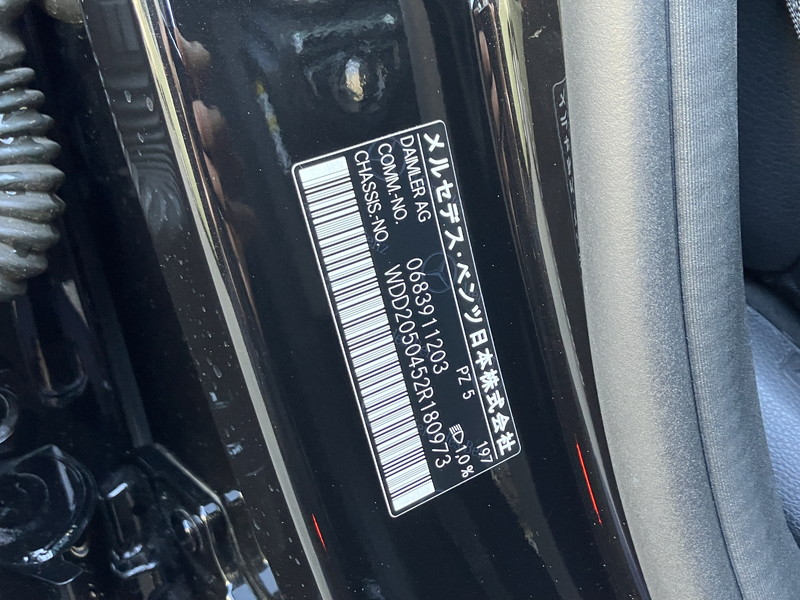 メルセデス・ベンツ日本株式会社
DAIMLER AG PZ 5 197
COMM.-NO. 0683911203 1,0%
CHASSIS.-NO. WDD2050452R180973